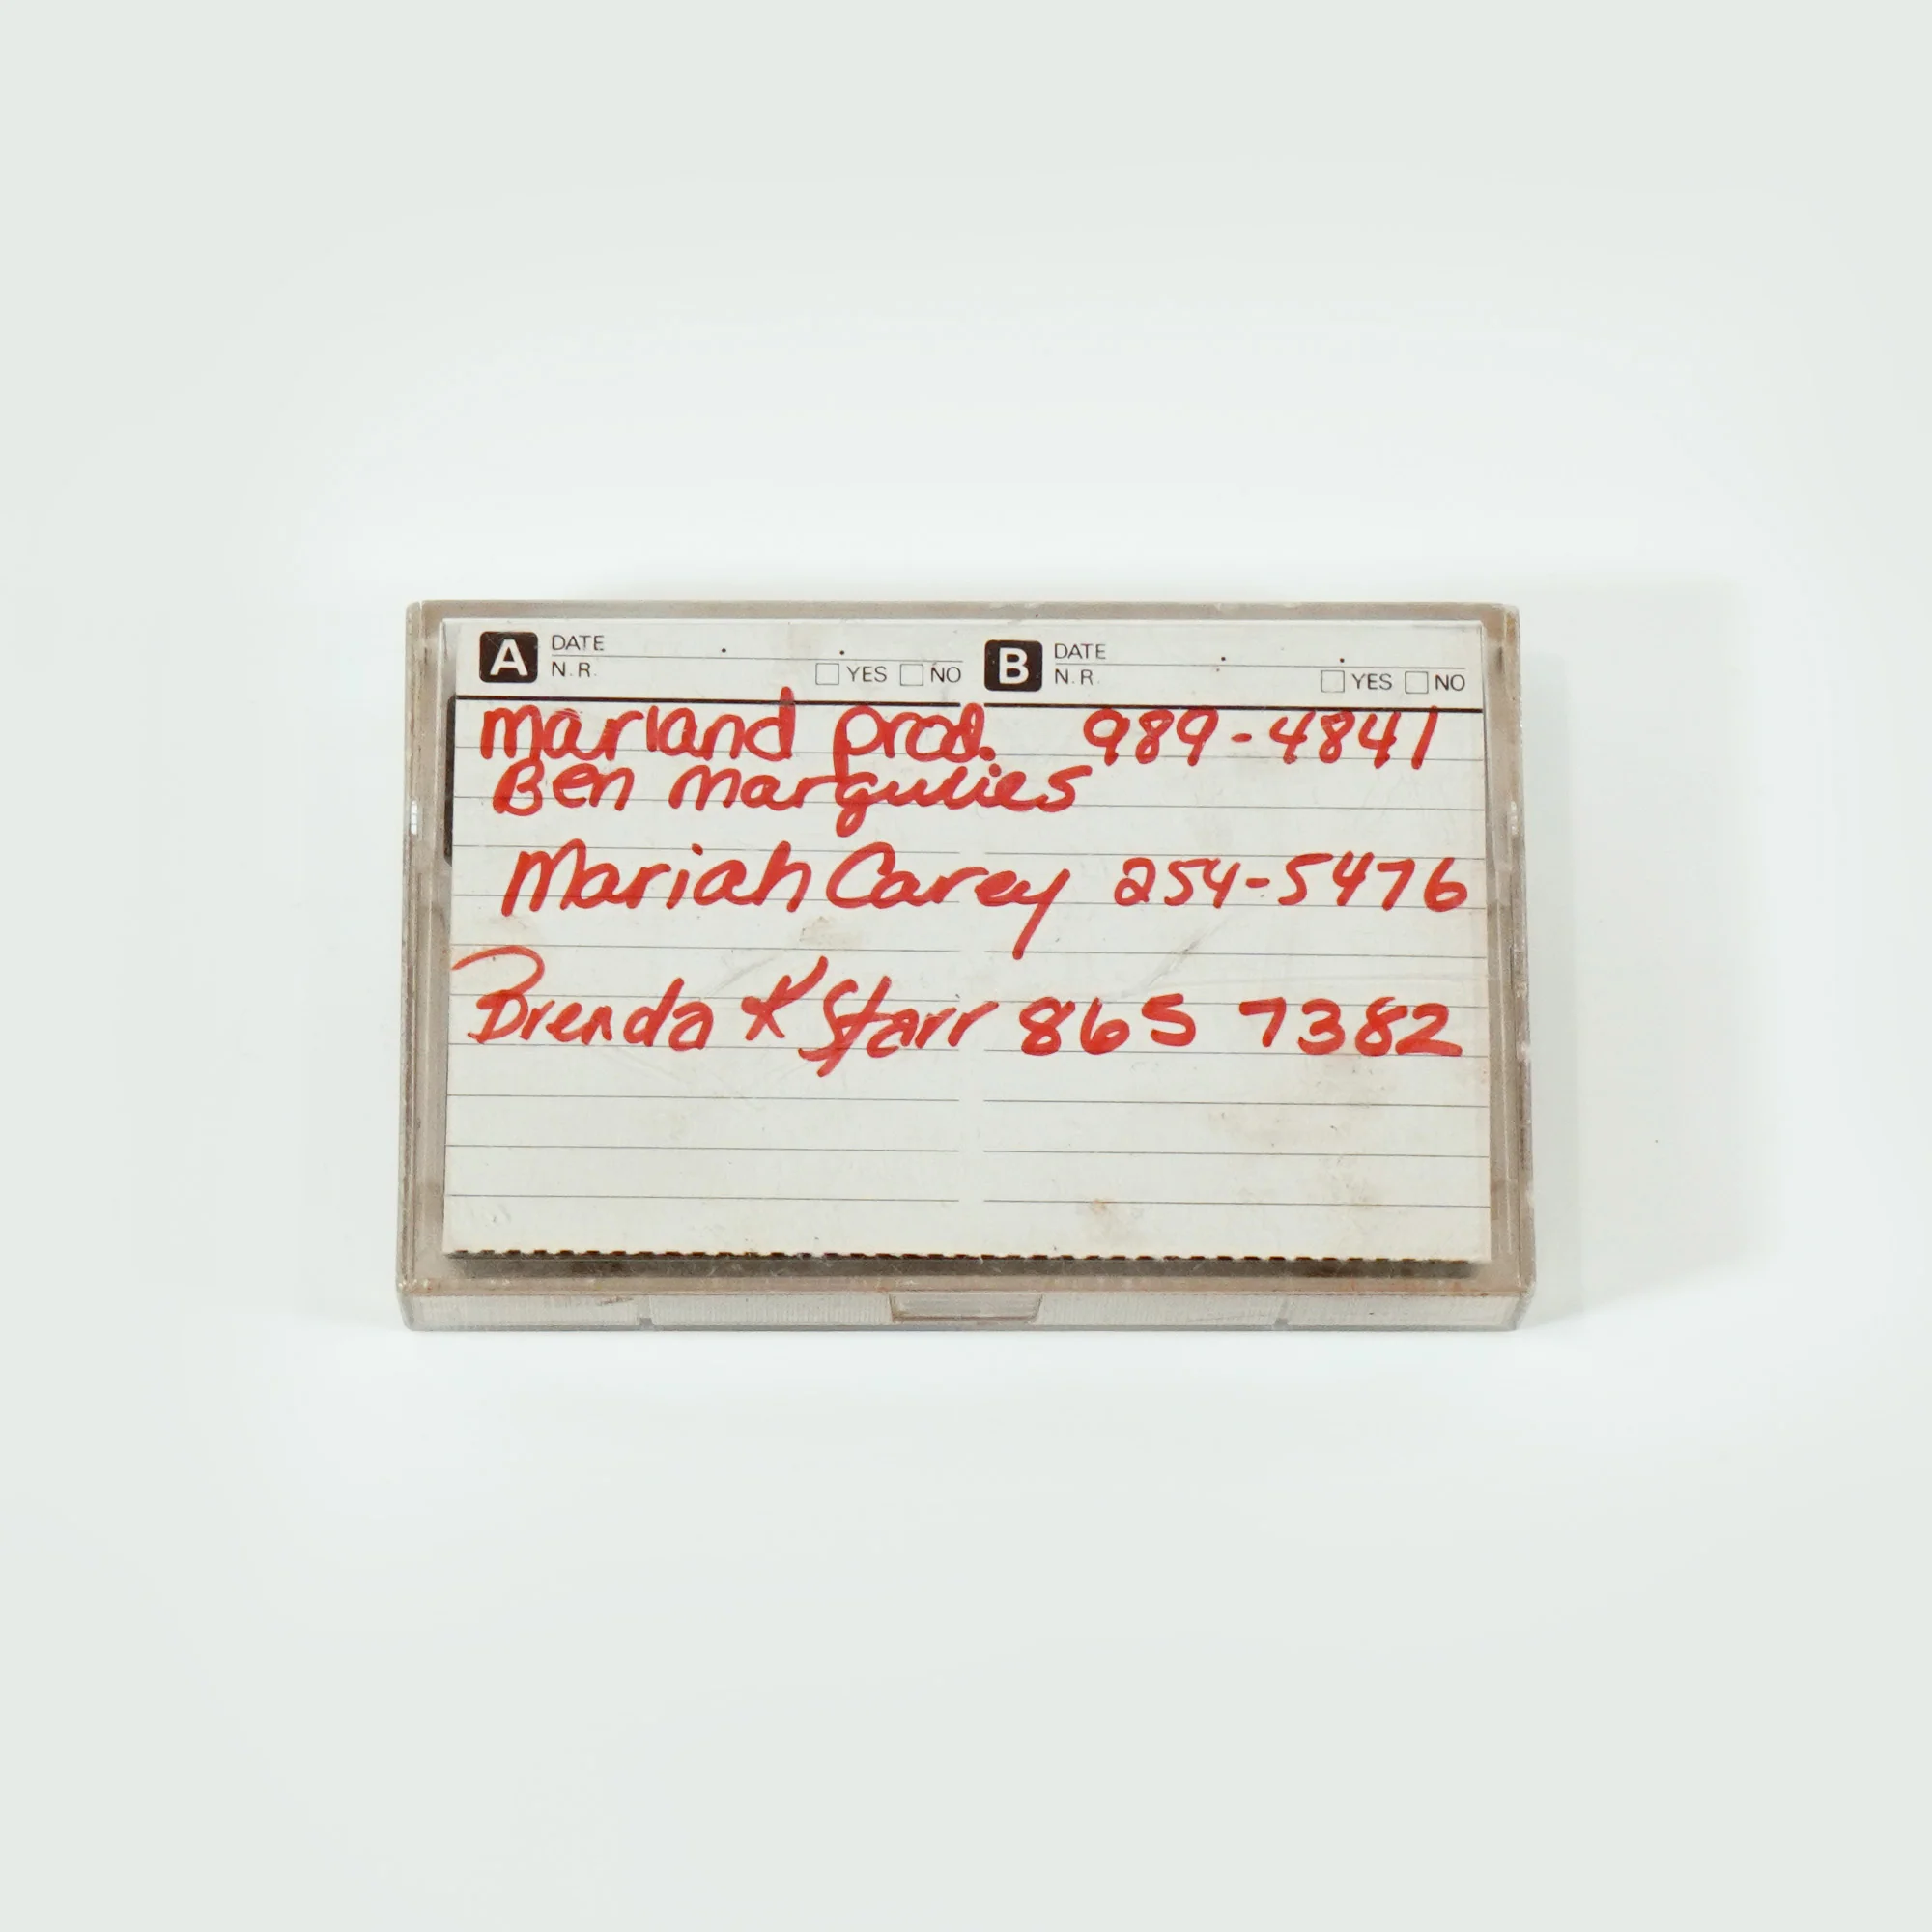 A DATE . . B DATE . .
N.R. YES NO N.R. YES NO
Marland prod. 989-4841
Ben Margulies
Mariah Carey 254-5476
Brenda K Starr 865 7382